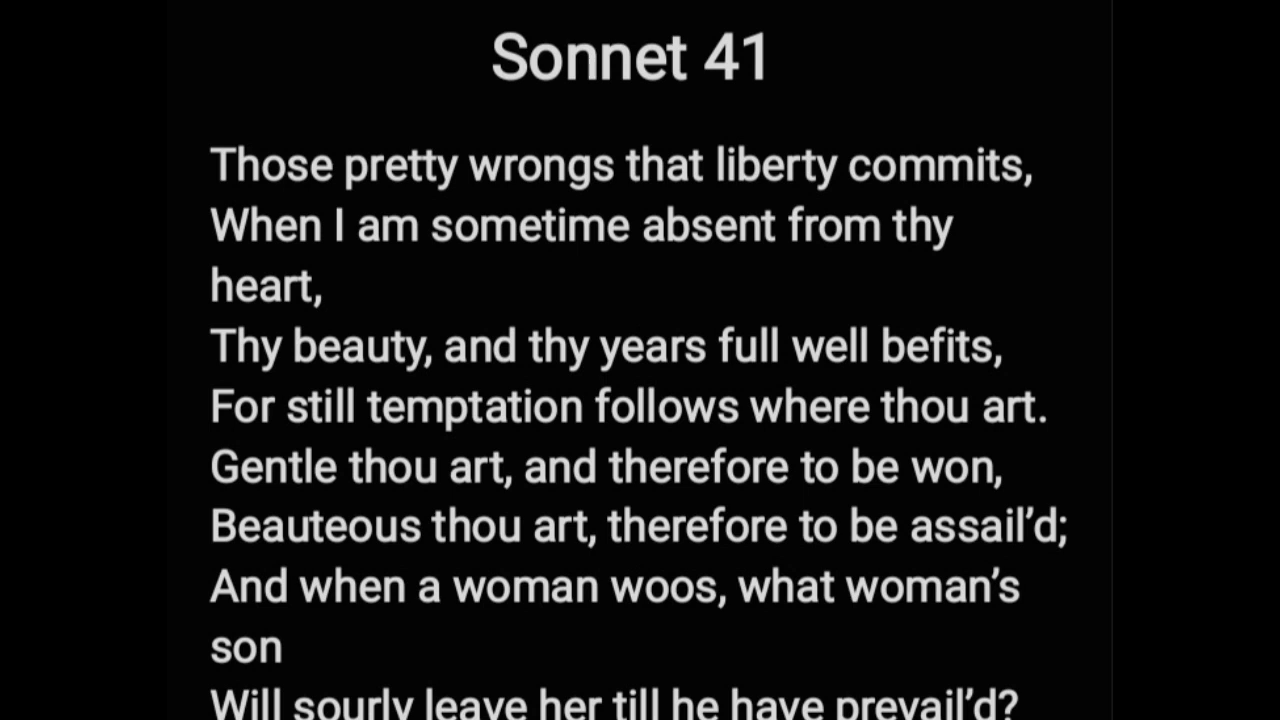 Sonnet 41
Those pretty wrongs that liberty commits,
When I am sometime absent from thy
heart,
Thy beauty, and thy years full well befits,
For still temptation follows where thou art.
Gentle thou art, and therefore to be won,
Beauteous thou art, therefore to be assail’d;
And when a woman woos, what woman’s
son
Will sourly leave her till he have prevail’d?